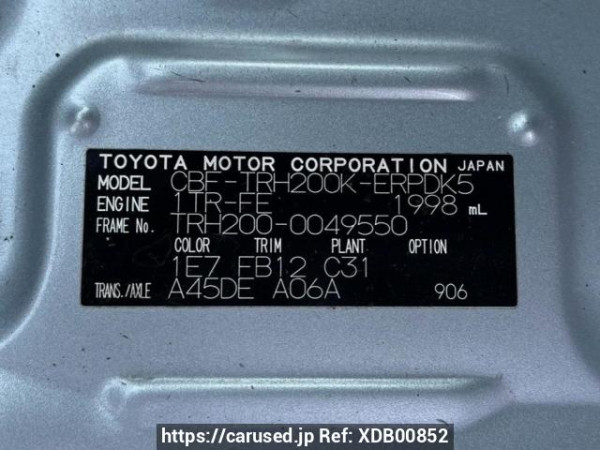 TOYOTA MOTOR CORPORATION JAPAN
MODEL CBF-TRH200K-ERPDK5
ENGINE 1TR-FE 1998 mL
FRAME No. TRH200-0049550
COLOR TRIM PLANT OPTION
1E7 EB12 C31
TRANS./AXLE A45DE A06A 906
https://carused.jp Ref: XDB00852